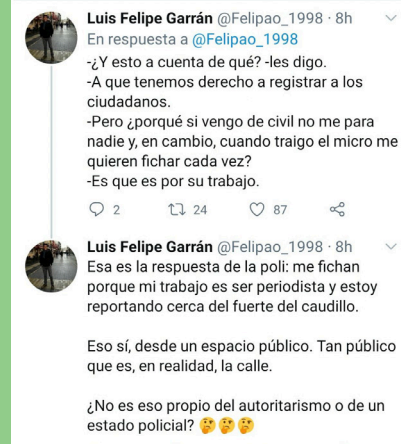 Luis Felipe Garrán @Felipao_1998 · 8h
En respuesta a @Felipao_1998
-¿Y esto a cuenta de qué? -les digo.
-A que tenemos derecho a registrar a los
ciudadanos.
-Pero ¿porqué si vengo de civil no me para
nadie y, en cambio, cuando traigo el micro me
quieren fichar cada vez?
-Es que es por su trabajo.
2 24 87
Luis Felipe Garrán @Felipao_1998 · 8h
Esa es la respuesta de la poli: me fichan
porque mi trabajo es ser periodista y estoy
reportando cerca del fuerte del caudillo.
Eso sí, desde un espacio público. Tan público
que es, en realidad, la calle.
¿No es eso propio del autoritarismo o de un
estado policial? 🤔🤔🤔